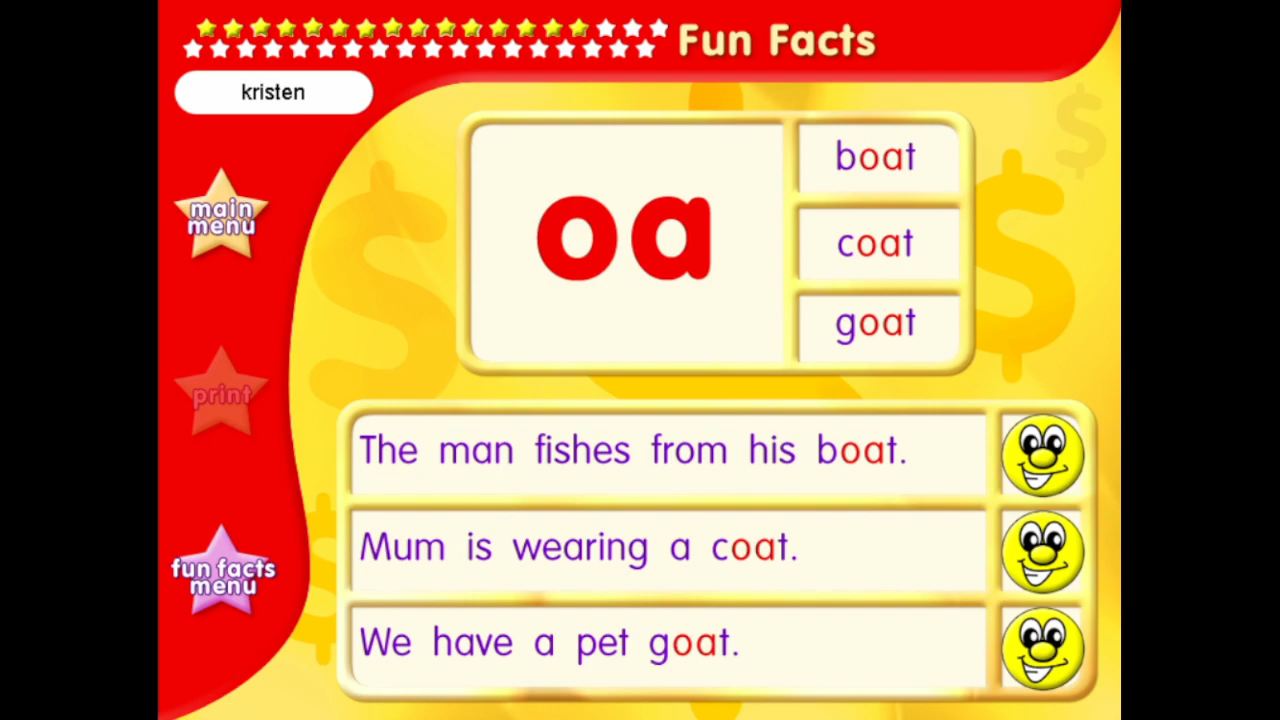 Fun Facts
kristen
main
menu
print
fun facts
menu
oa
boat
coat
goat
The man fishes from his boat.
Mum is wearing a coat.
We have a pet goat.
$
$
$
$